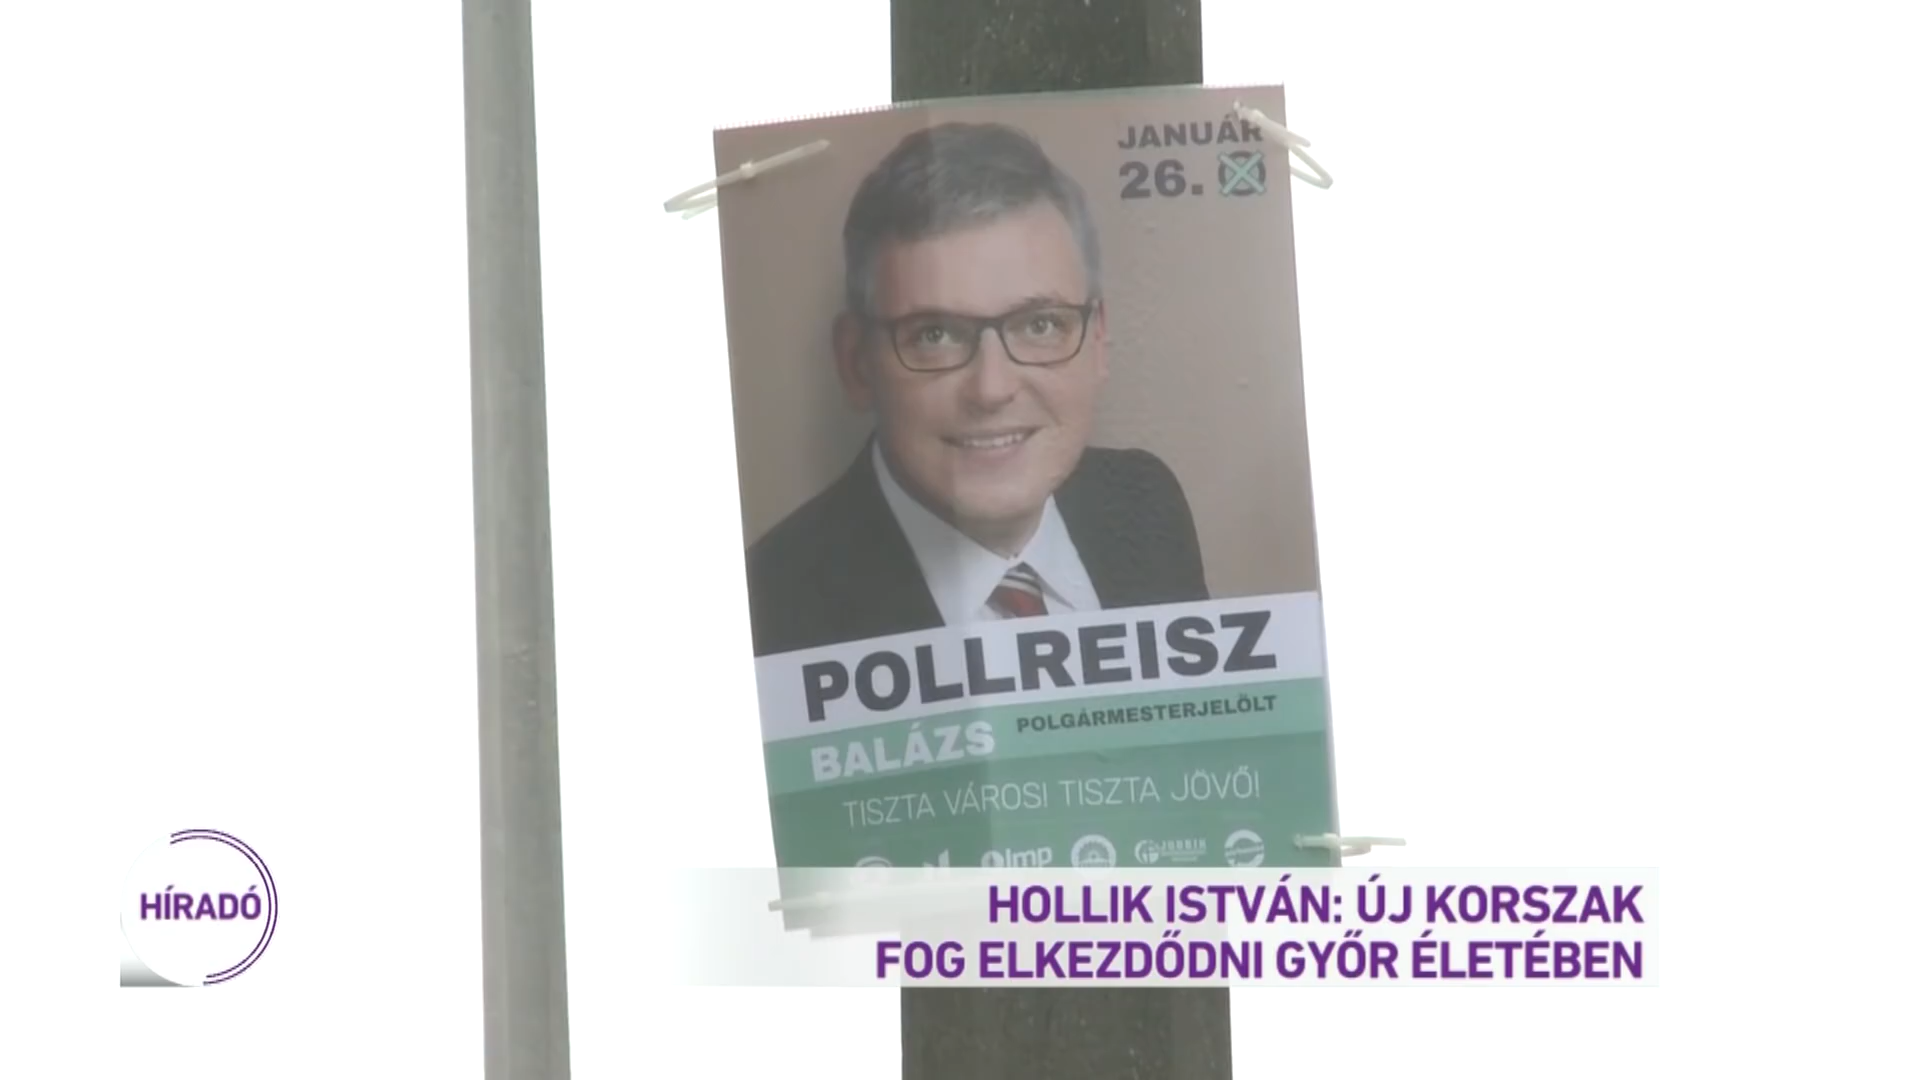 JANUÁR
26.
POLLREISZ
BALÁZS POLGÁRMESTERJELÖLT
TISZTA VÁROS! TISZTA JÖVŐ!
lmp JOBBIK
HÍRADÓ
HOLLIK ISTVÁN: ÚJ KORSZAK
FOG ELKEZDŐDNI GYŐR ÉLETÉBEN